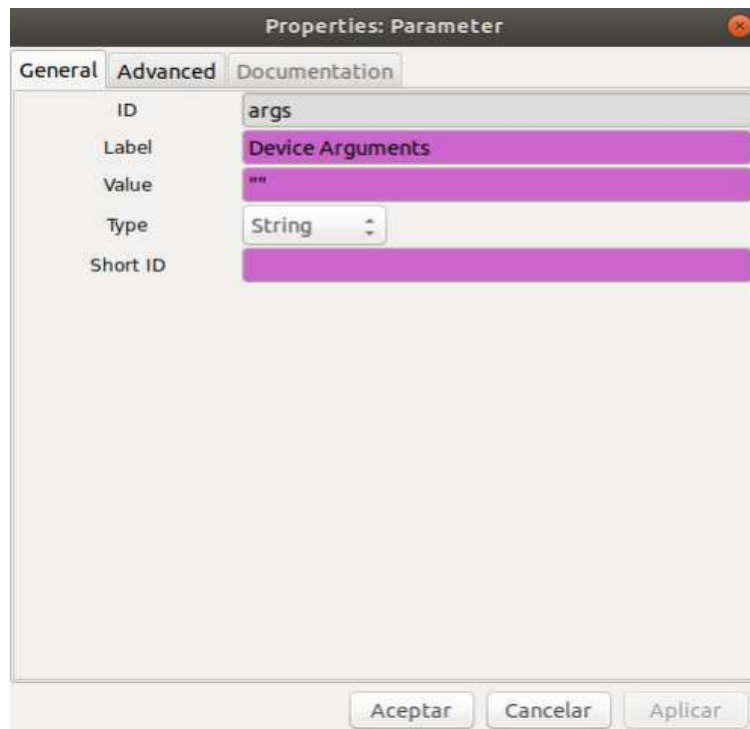 Properties: Parameter
General Advanced Documentation
ID args
Label Device Arguments
Value ""
Type String
Short ID
Aceptar Cancelar Aplicar